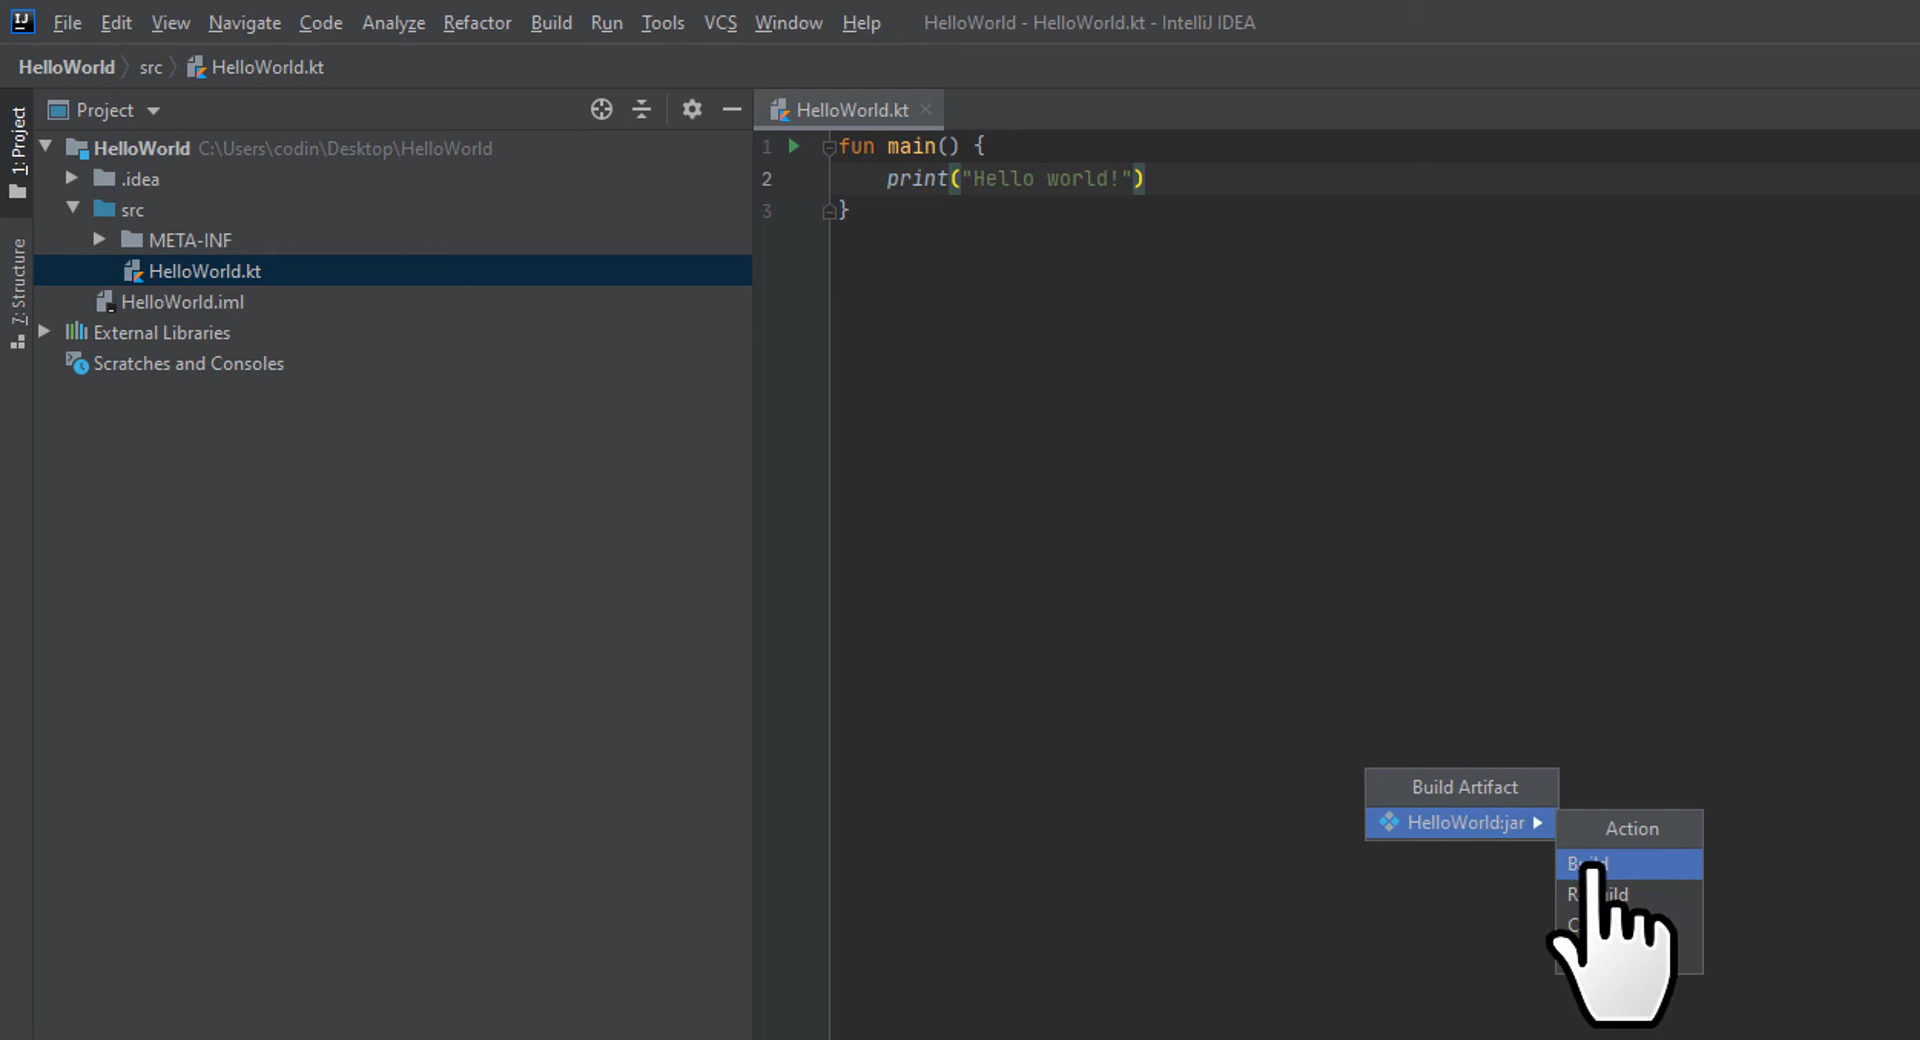 IJ File Edit View Navigate Code Analyze Refactor Build Run Tools VCS Window Help HelloWorld - HelloWorld.kt - IntelliJ IDEA
HelloWorld src HelloWorld.kt
1: Project
7: Structure
Project
HelloWorld C:\Users\codin\Desktop\HelloWorld
.idea
src
META-INF
HelloWorld.kt
HelloWorld.iml
External Libraries
Scratches and Consoles
HelloWorld.kt
1 fun main() {
2 print("Hello world!")
3 }
Build Artifact
HelloWorld:jar
Action
Build
Rebuild